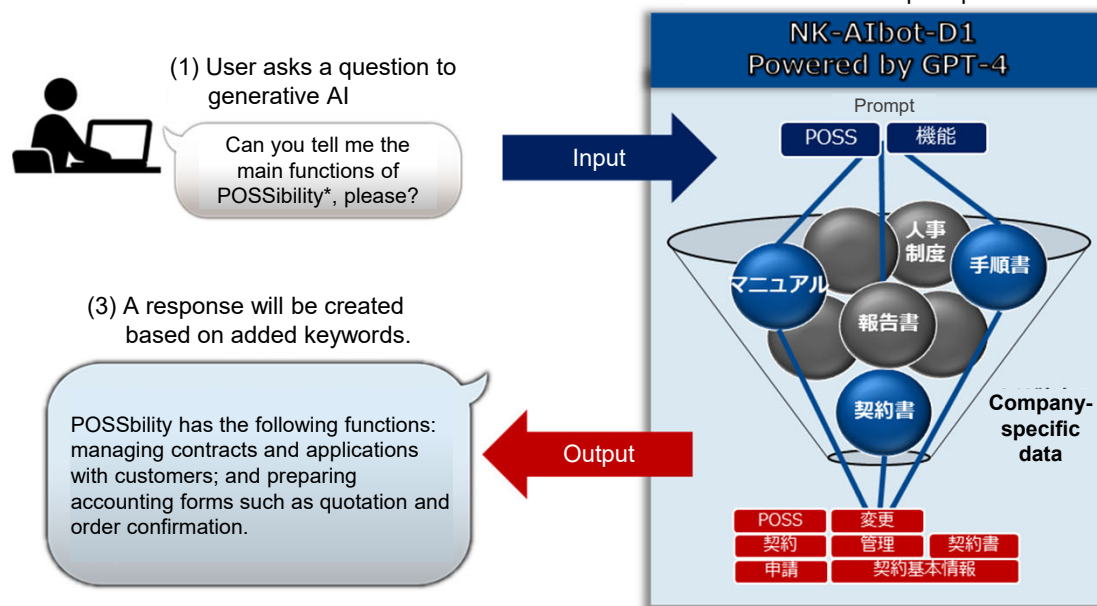 NK-AIbot-D1
Powered by GPT-4
(1) User asks a question to
generative AI
Can you tell me the
main functions of
POSSibility*, please?
Input
Prompt
POSS
機能
人事
制度
マニュアル
手順書
報告書
契約書
Company-
specific
data
(3) A response will be created
based on added keywords.
POSSbility has the following functions:
managing contracts and applications
with customers; and preparing
accounting forms such as quotation and
order confirmation.
Output
POSS
変更
契約
管理
契約書
申請
契約基本情報